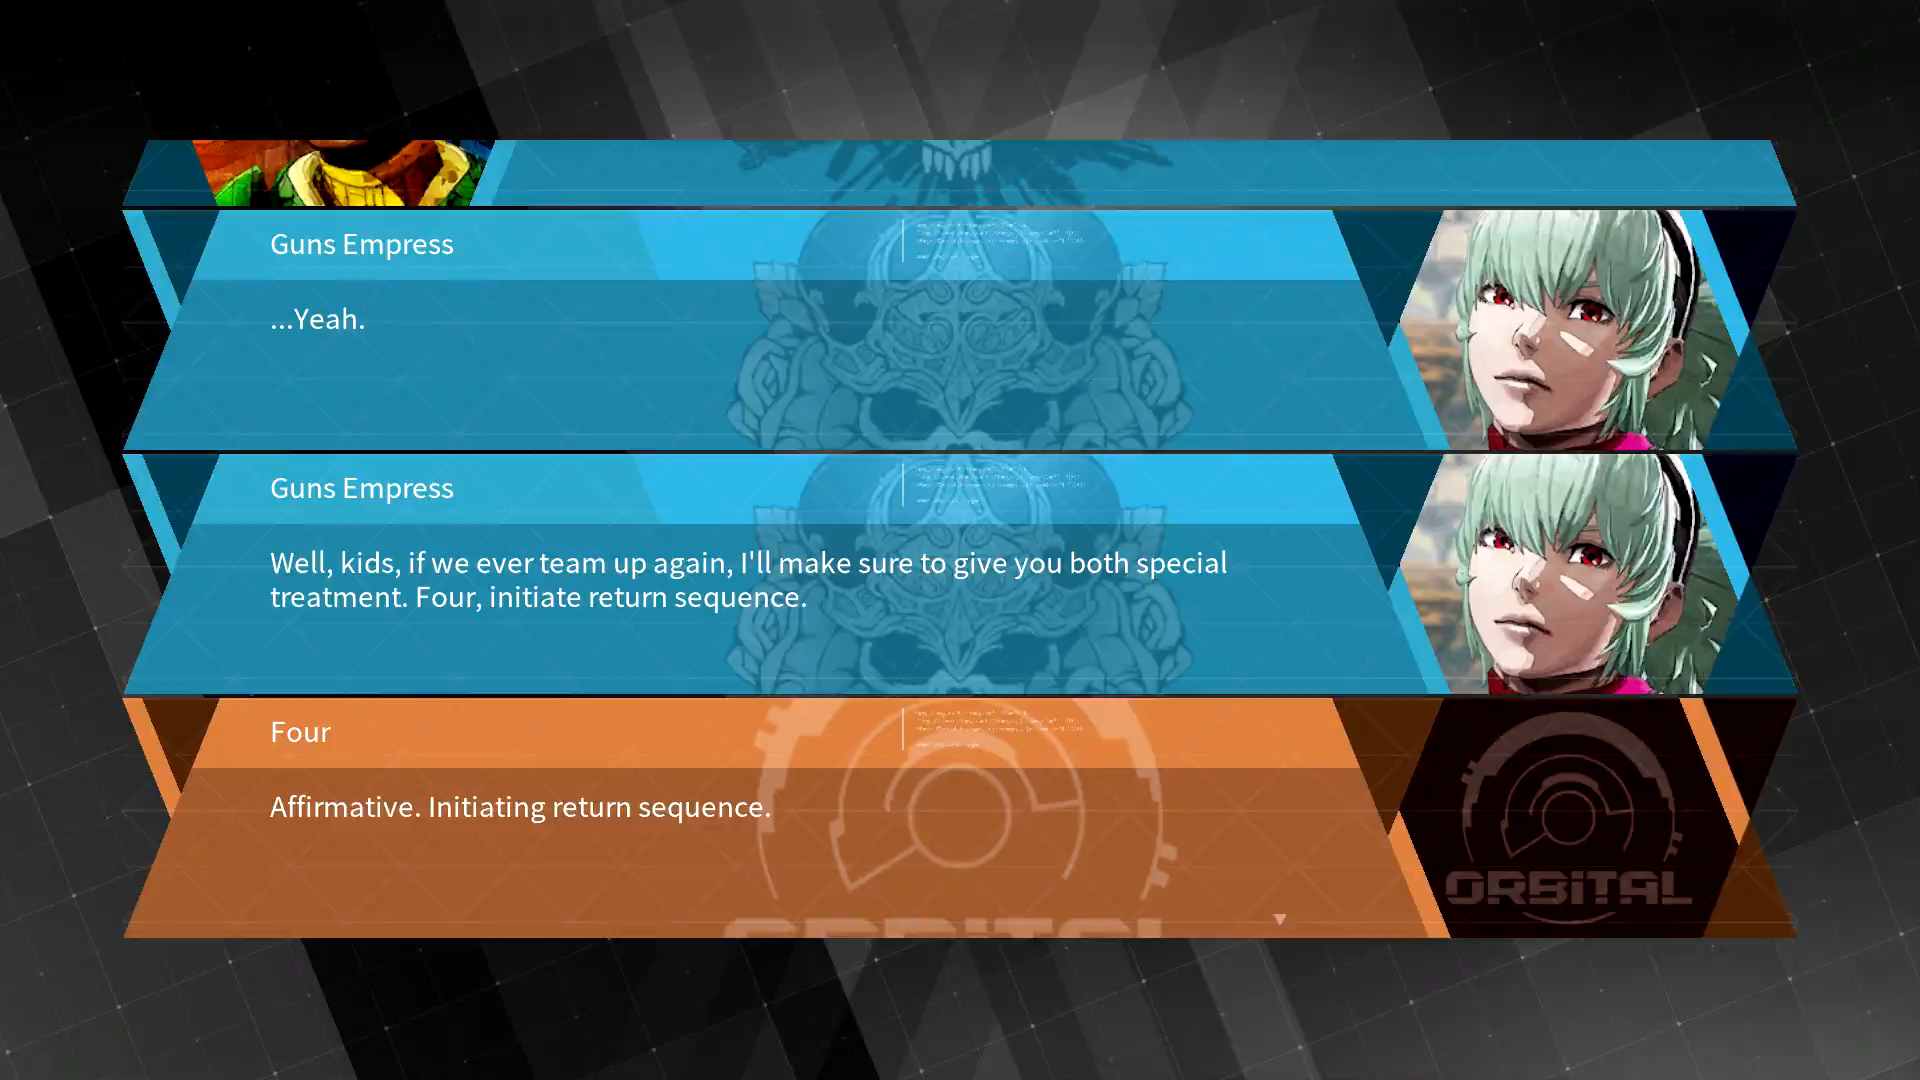 Guns Empress
...Yeah.
Guns Empress
Well, kids, if we ever team up again, I'll make sure to give you both special
treatment. Four, initiate return sequence.
Four
Affirmative. Initiating return sequence.
ORBITAL
ORBITAL